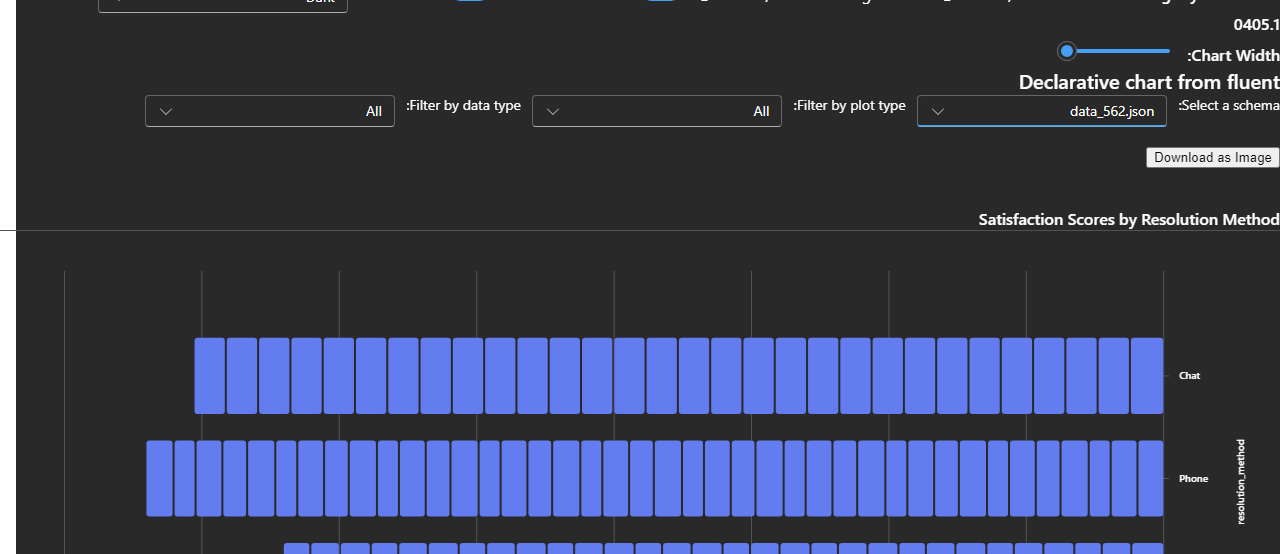 0405.1
:Chart Width
Declarative chart from fluent
:Select a schema
data_562.json
:Filter by plot type
All
:Filter by data type
All
Download as Image
Satisfaction Scores by Resolution Method
Chat
Phone
resolution_method